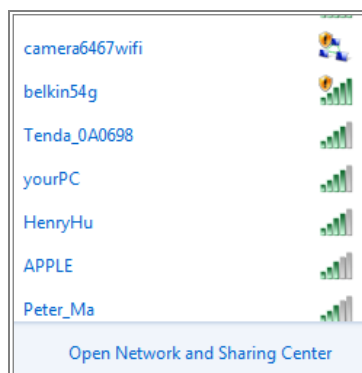 camera6467wifi
belkin54g
Tenda_0A0698
yourPC
HenryHu
APPLE
Peter_Ma
Open Network and Sharing Center